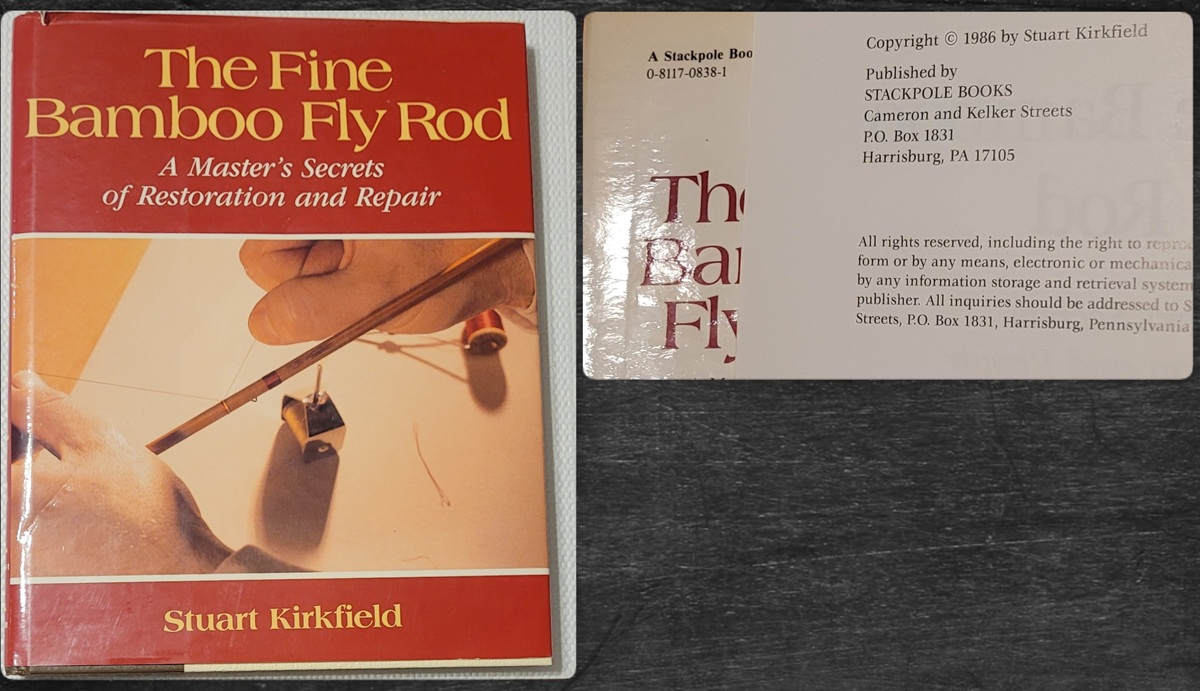 The Fine
Bamboo Fly Rod
A Master's Secrets
of Restoration and Repair
Stuart Kirkfield
A Stackpole Boo
0-8117-0838-1
The
Bar
Fly
Copyright © 1986 by Stuart Kirkfield
Published by
STACKPOLE BOOKS
Cameron and Kelker Streets
P.O. Box 1831
Harrisburg, PA 17105
All rights reserved, including the right to repro
form or by any means, electronic or mechanica
by any information storage and retrieval system
publisher. All inquiries should be addressed to S
Streets, P.O. Box 1831, Harrisburg, Pennsylvania